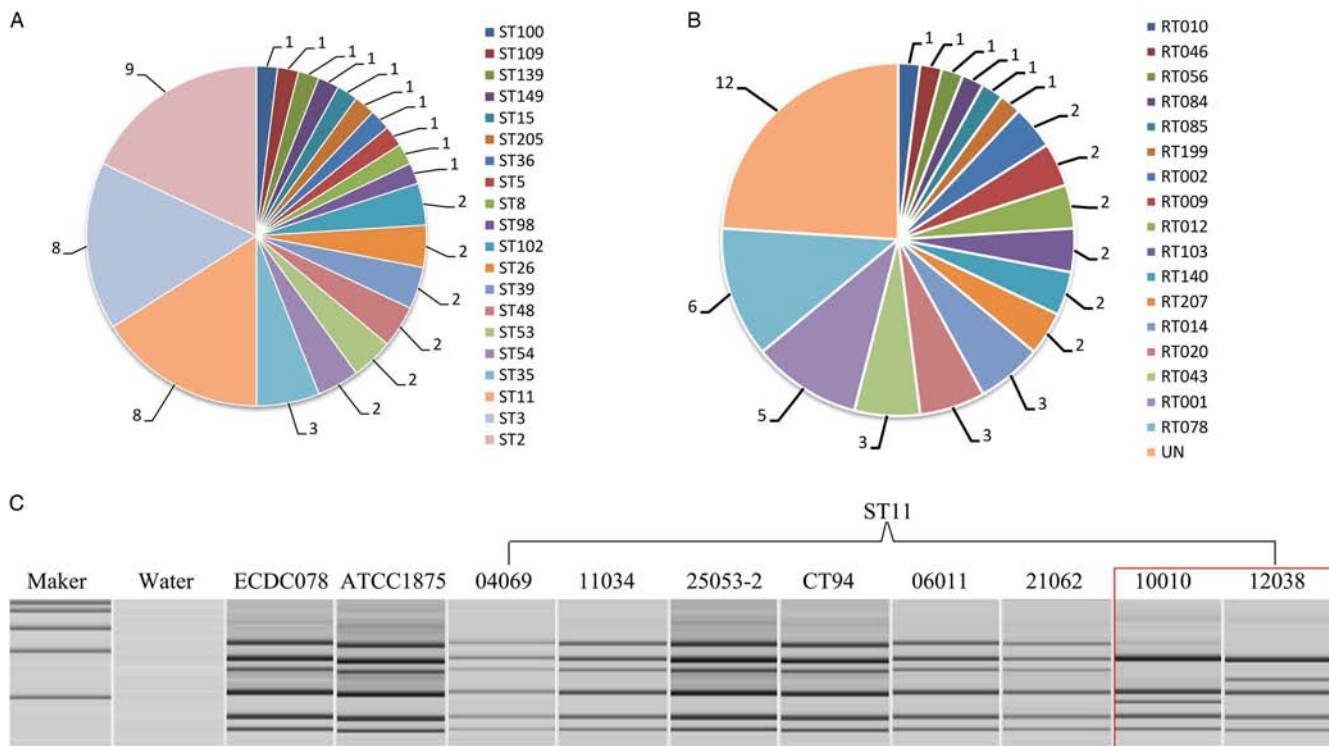 A
1
1
1
1
1
1
1
1
1
1
2
2
2
2
2
2
3
8
8
9
ST100
ST109
ST139
ST149
ST15
ST205
ST36
ST5
ST8
ST98
ST102
ST26
ST39
ST48
ST53
ST54
ST35
ST11
ST3
ST2
B
1
1
1
1
1
1
2
2
2
2
2
2
3
3
3
5
6
12
RT010
RT046
RT056
RT084
RT085
RT199
RT002
RT009
RT012
RT103
RT140
RT207
RT014
RT020
RT043
RT001
RT078
UN
C
ST11
Maker Water ECDC078 ATCC1875 04069 11034 25053-2 CT94 06011 21062 10010 12038